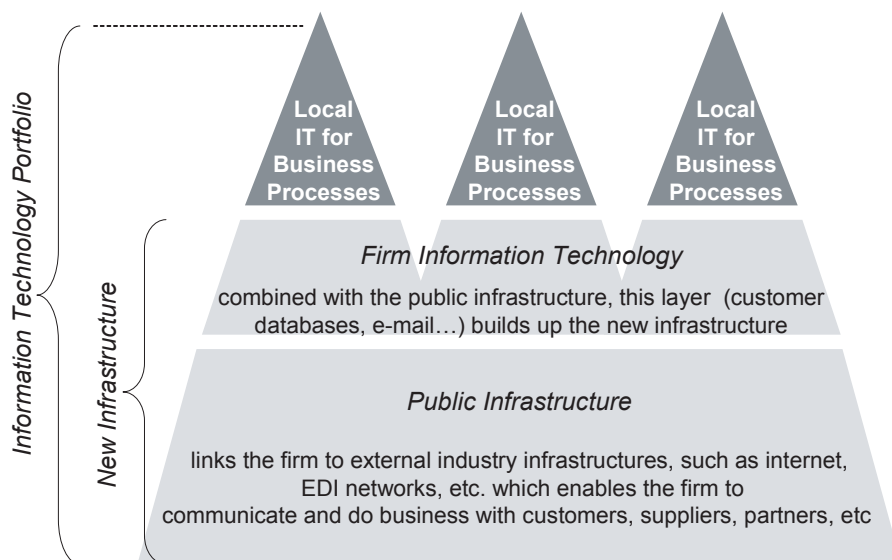 Information Technology Portfolio
New Infrastructure
Local
IT for
Business
Processes
Local
IT for
Business
Processes
Local
IT for
Business
Processes
Firm Information Technology
combined with the public infrastructure, this layer (customer
databases, e-mail…) builds up the new infrastructure
Public Infrastructure
links the firm to external industry infrastructures, such as internet,
EDI networks, etc. which enables the firm to
communicate and do business with customers, suppliers, partners, etc